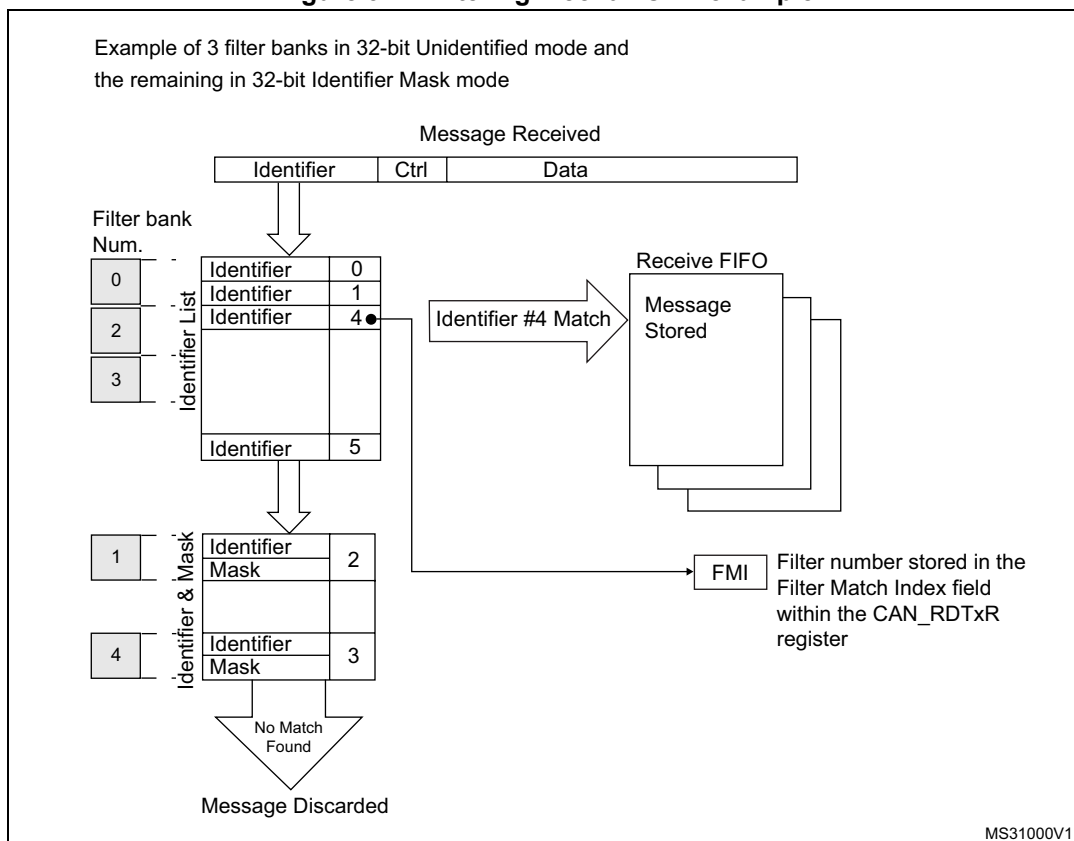 Example of 3 filter banks in 32-bit Unidentified mode and
the remaining in 32-bit Identifier Mask mode
Message Received
Identifier Ctrl Data
Filter bank
Num.
0
2
3
Identifier List
Identifier 0
Identifier 1
Identifier 4
Identifier 5
Identifier #4 Match
Receive FIFO
Message
Stored
1
4
Identifier & Mask
Identifier
Mask
2
Identifier
Mask
3
FMI
Filter number stored in the
Filter Match Index field
within the CAN_RDTxR
register
No Match
Found
Message Discarded
MS31000V1